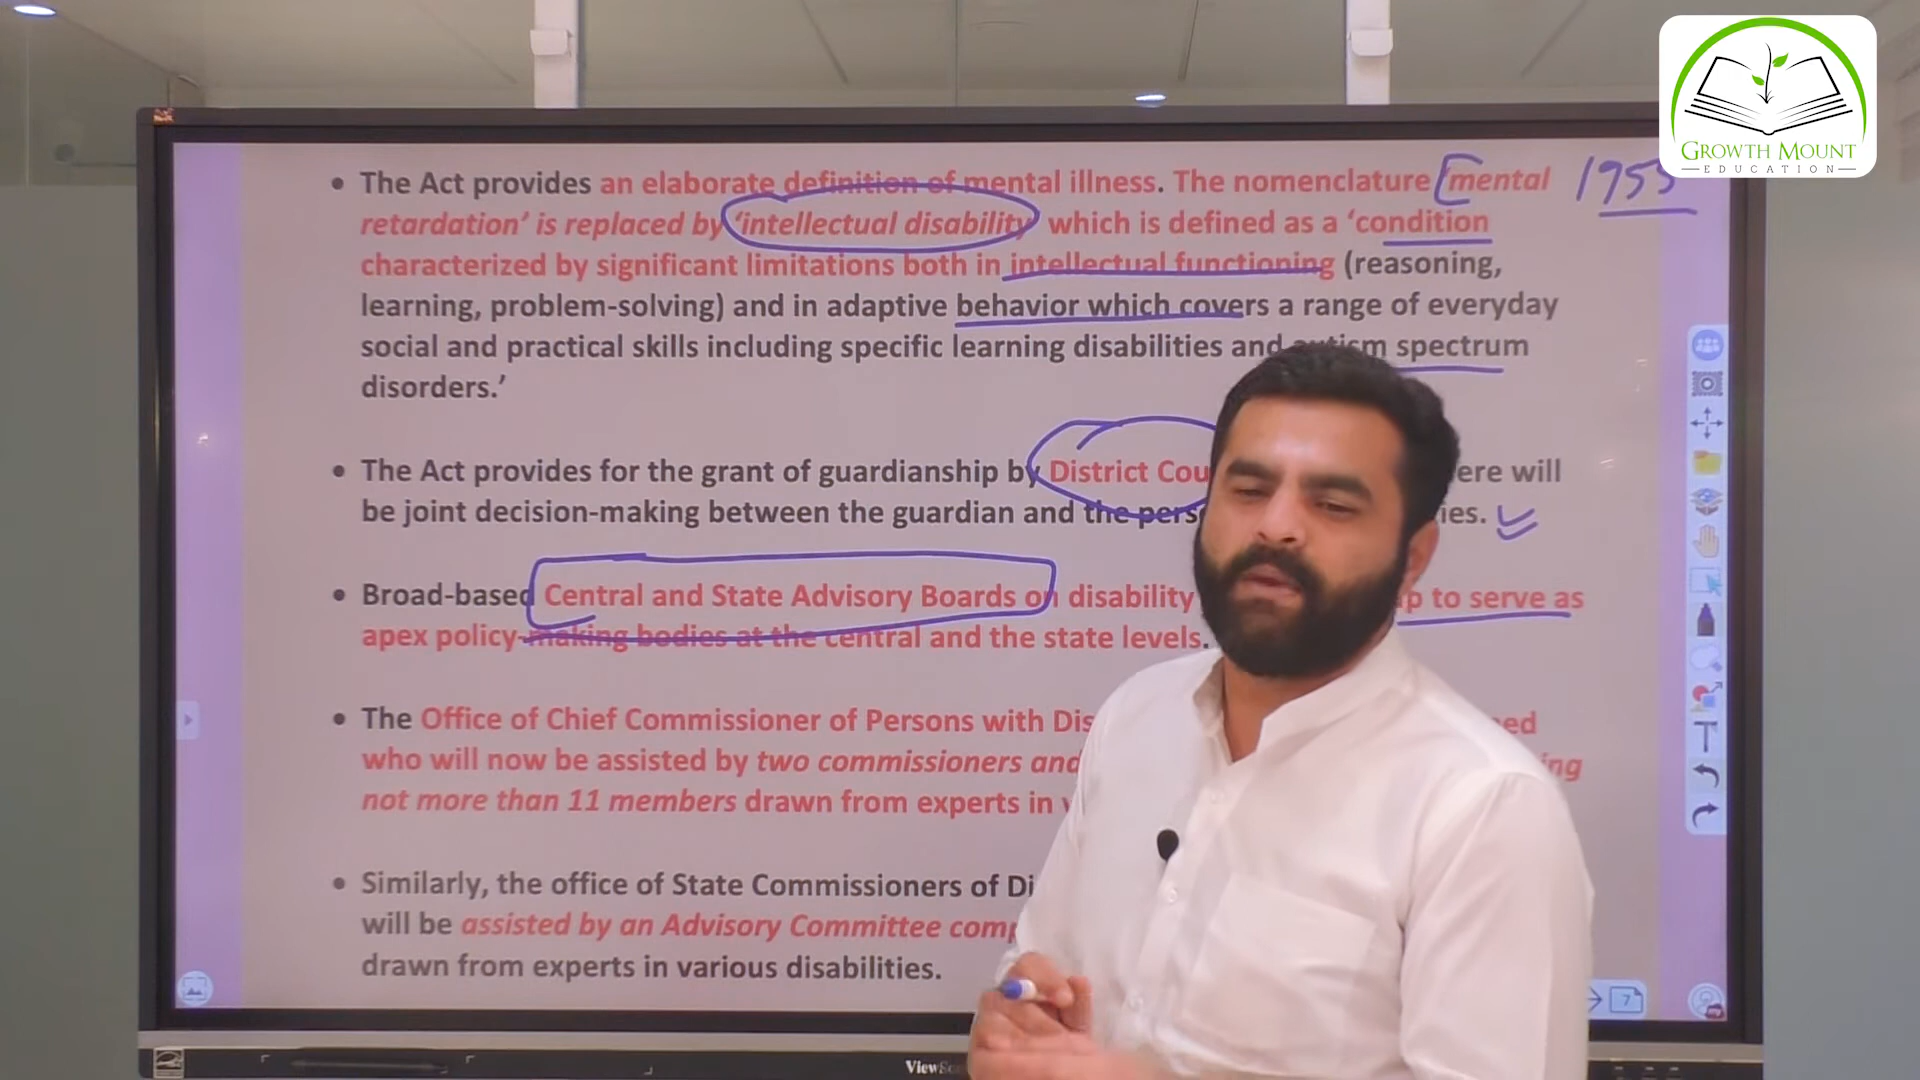 GROWTH MOUNT
EDUCATION
• The Act provides an elaborate definition of mental illness. The nomenclature 'mental
retardation' is replaced by 'intellectual disability' which is defined as a 'condition
characterized by significant limitations both in intellectual functioning (reasoning,
learning, problem-solving) and in adaptive behavior which covers a range of everyday
social and practical skills including specific learning disabilities and autism spectrum
disorders.'
• The Act provides for the grant of guardianship by District Cou ere will
be joint decision-making between the guardian and the pers ies.
• Broad-based Central and State Advisory Boards on disability p to serve as
apex policy-making bodies at the central and the state levels.
• The Office of Chief Commissioner of Persons with Dis ed
who will now be assisted by two commissioners and ing
not more than 11 members drawn from experts in
• Similarly, the office of State Commissioners of Di
will be assisted by an Advisory Committee comp
drawn from experts in various disabilities.
7